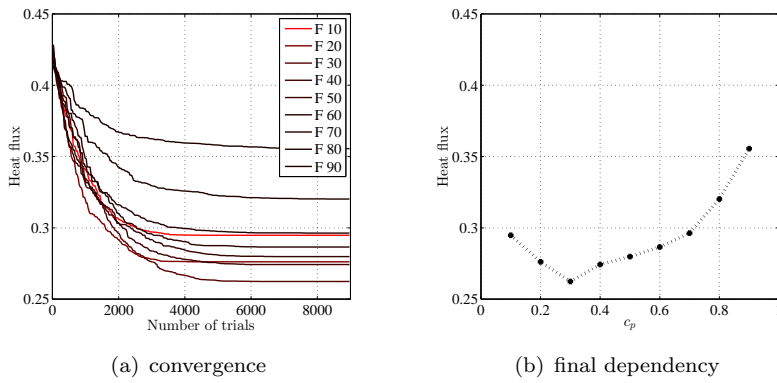 0.45
0.4
0.35
0.3
0.25
Heat flux
0
2000
4000
6000
8000
Number of trials
F 10
F 20
F 30
F 40
F 50
F 60
F 70
F 80
F 90
(a) convergence
0.45
0.4
0.35
0.3
0.25
Heat flux
0
0.2
0.4
0.6
0.8
1
c_p
(b) final dependency